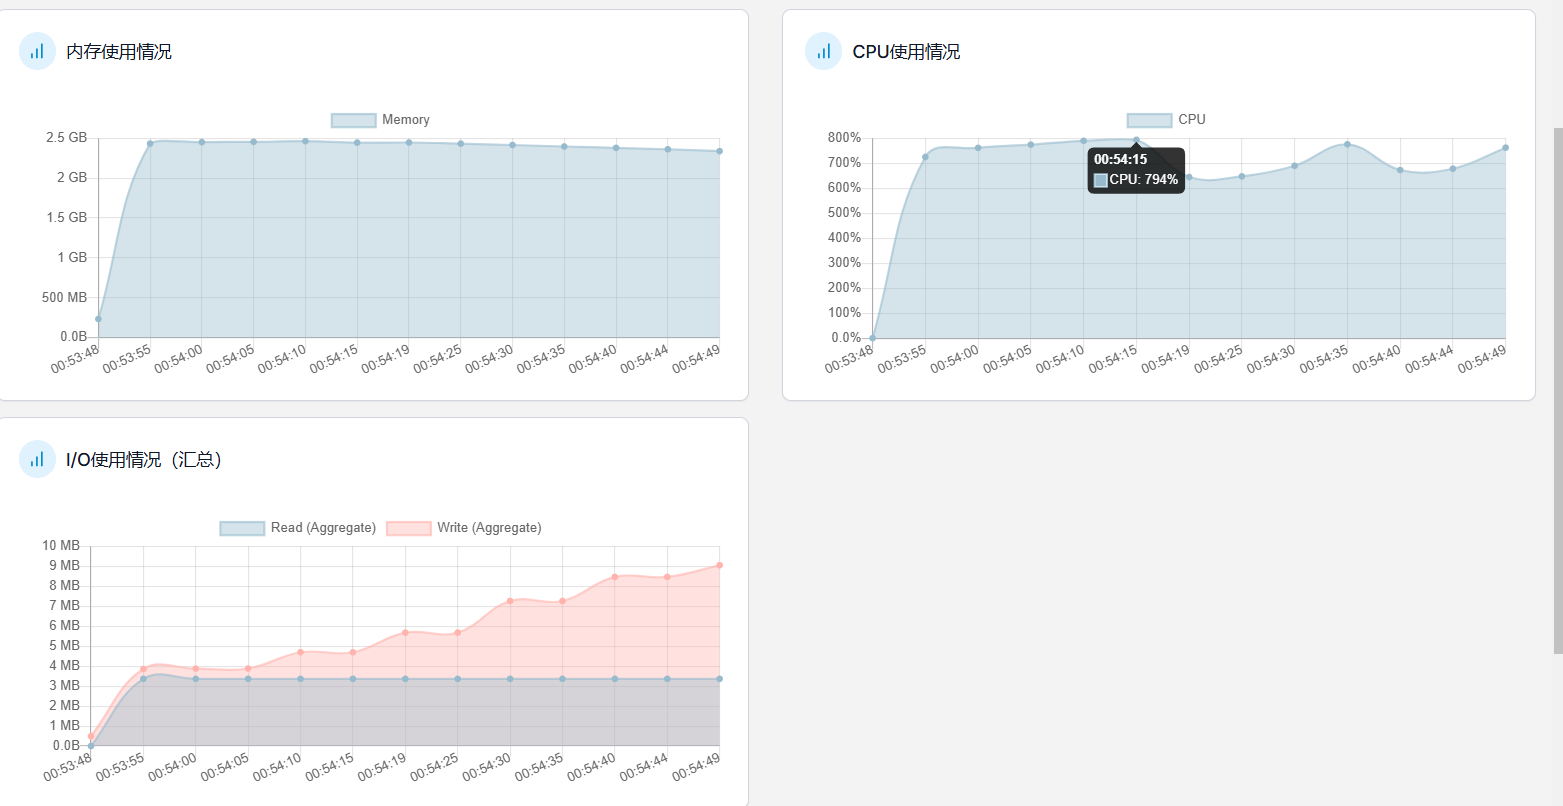 内存使用情况
Memory
2.5 GB
2 GB
1.5 GB
1 GB
500 MB
0.0B
00:53:48 00:53:55 00:54:00 00:54:05 00:54:10 00:54:15 00:54:19 00:54:25 00:54:30 00:54:35 00:54:40 00:54:44 00:54:49
CPU使用情况
CPU
800%
700%
600%
500%
400%
300%
200%
100%
0.0%
00:54:15
CPU: 794%
00:53:48 00:53:55 00:54:00 00:54:05 00:54:10 00:54:15 00:54:19 00:54:25 00:54:30 00:54:35 00:54:40 00:54:44 00:54:49
I/O使用情况（汇总）
Read (Aggregate) Write (Aggregate)
10 MB
9 MB
8 MB
7 MB
6 MB
5 MB
4 MB
3 MB
2 MB
1 MB
0.0B
00:53:48 00:53:55 00:54:00 00:54:05 00:54:10 00:54:15 00:54:19 00:54:25 00:54:30 00:54:35 00:54:40 00:54:44 00:54:49